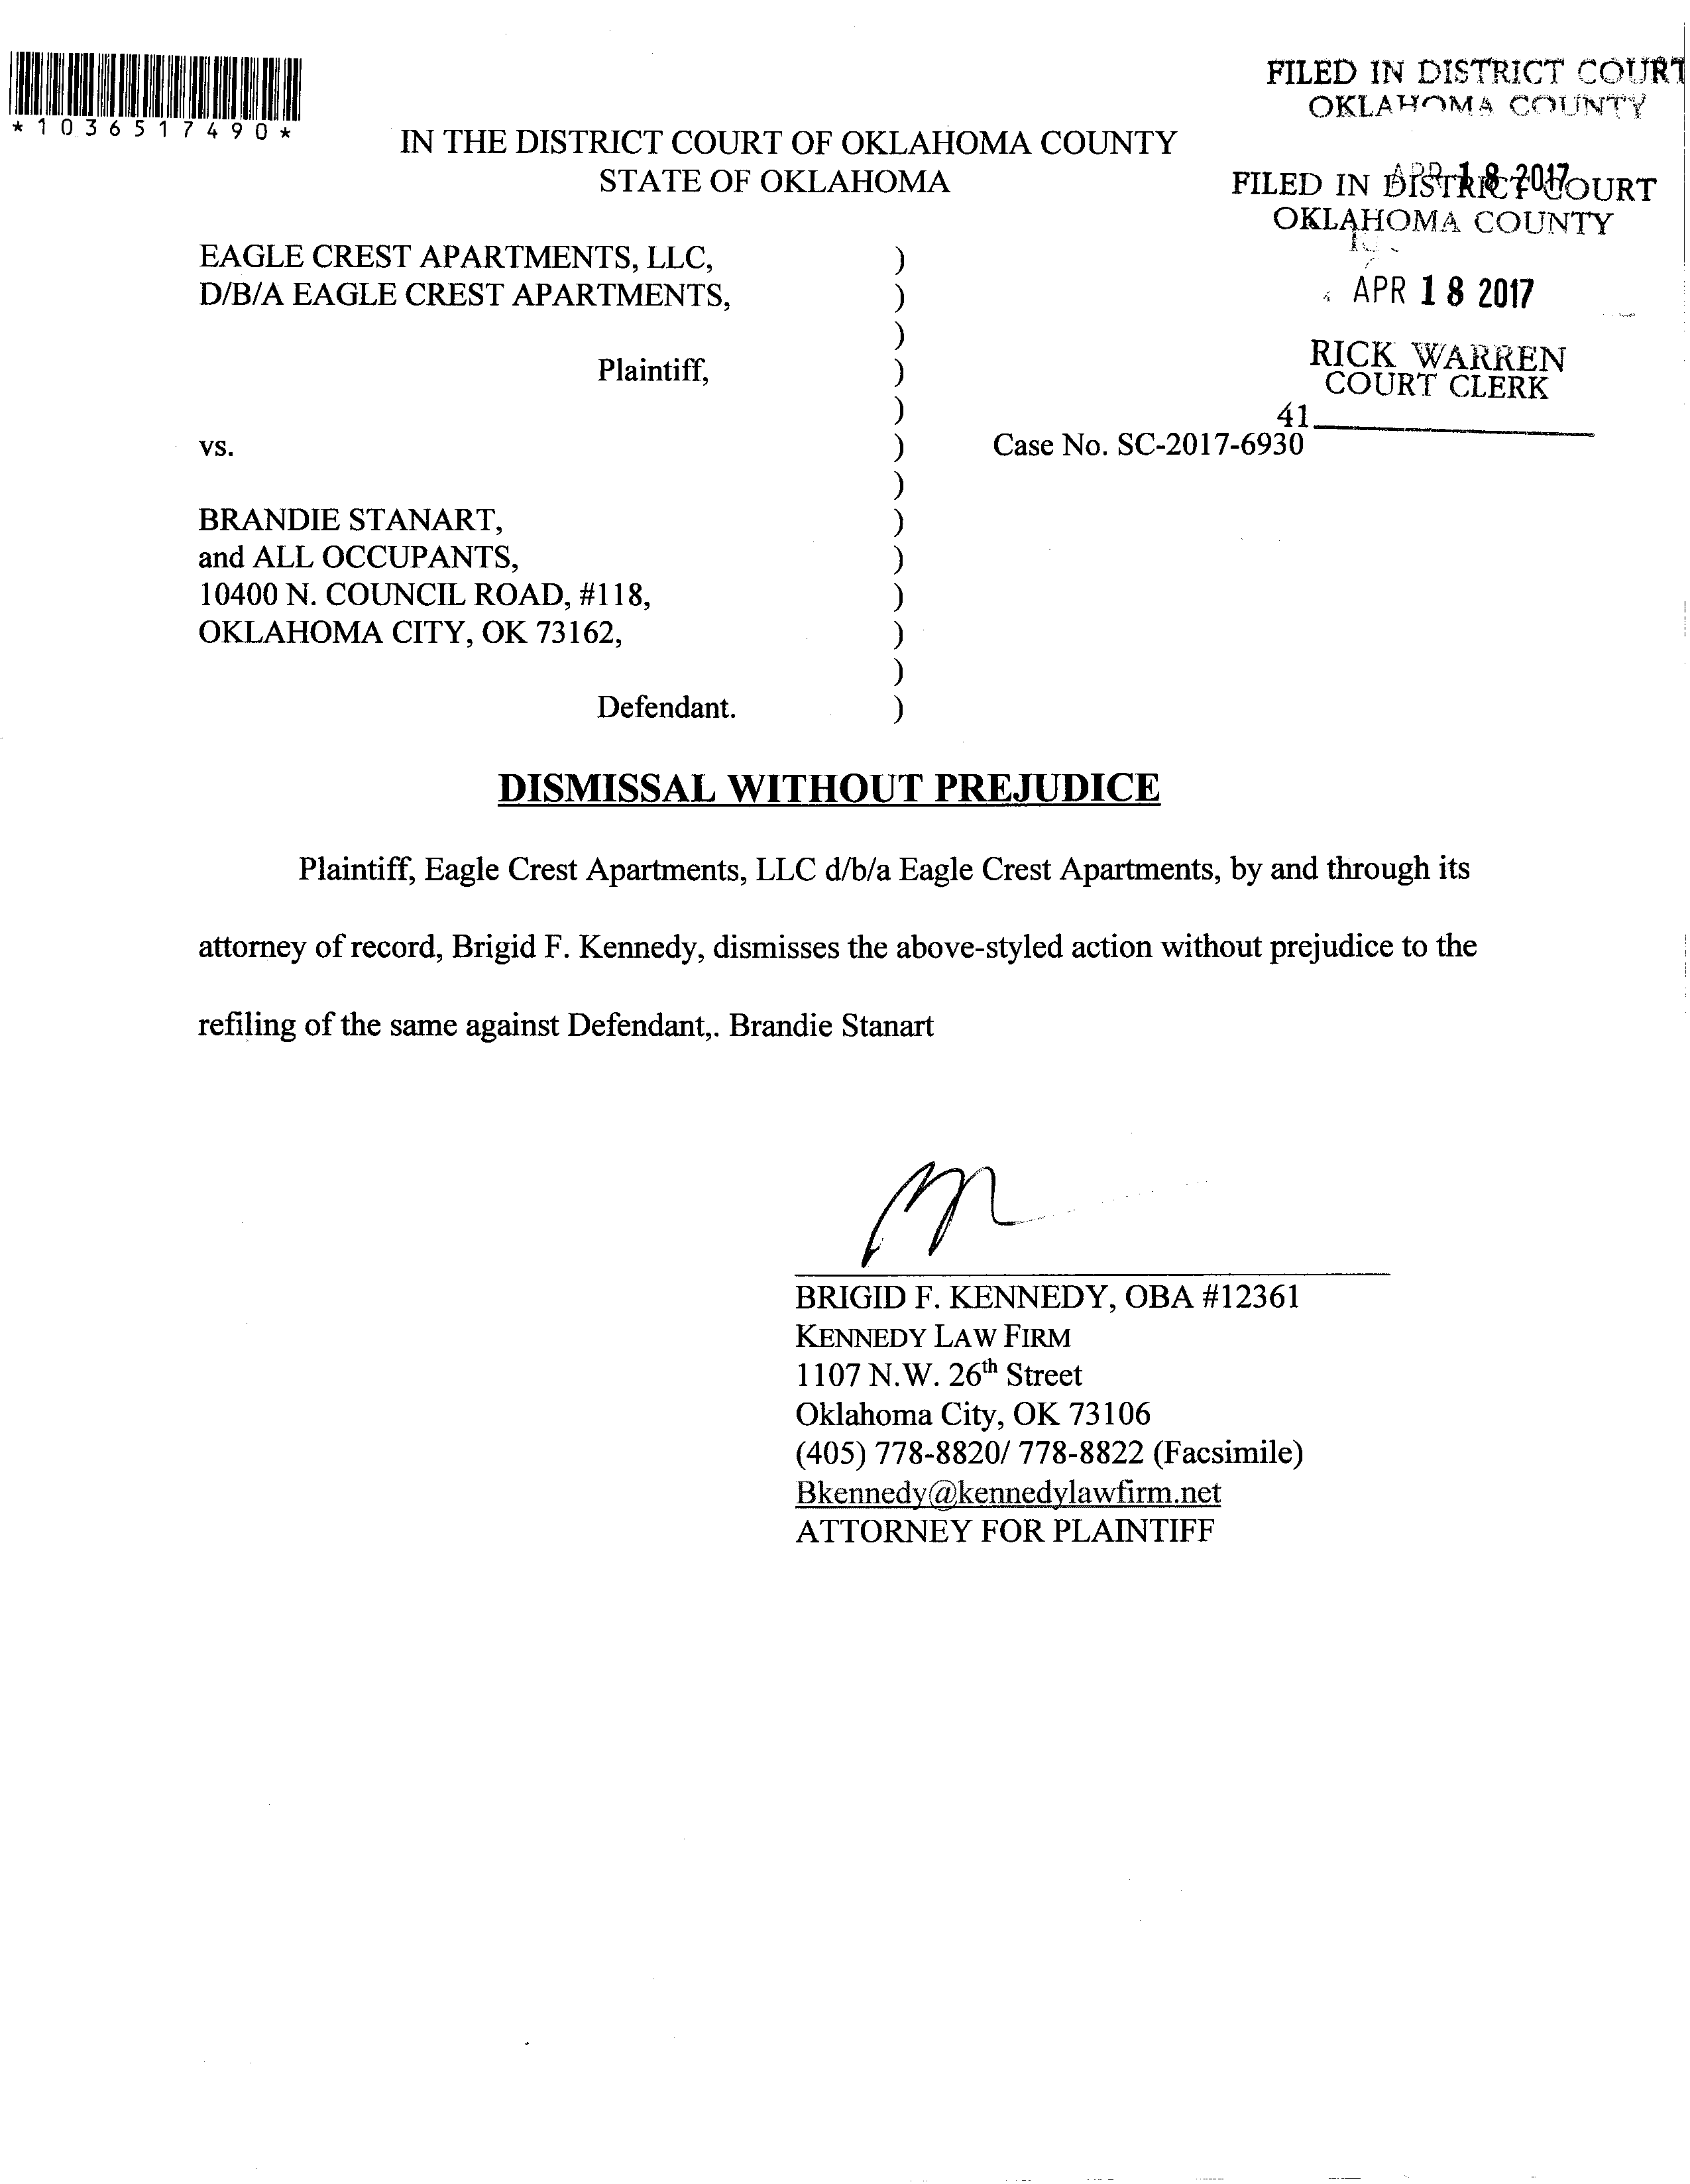 FILED IN DISTRICT COURT
OKLAHOMA COUNTY
*1036517490*
IN THE DISTRICT COURT OF OKLAHOMA COUNTY
STATE OF OKLAHOMA
APR 18 2017
FILED IN DISTRICT COURT
OKLAHOMA COUNTY
EAGLE CREST APARTMENTS, LLC, )
D/B/A EAGLE CREST APARTMENTS, )
APR 18 2017
)
Plaintiff, )
RICK WARREN
COURT CLERK
)
41
vs. ) Case No. SC-2017-6930
)
BRANDIE STANART, )
and ALL OCCUPANTS, )
10400 N. COUNCIL ROAD, #118, )
OKLAHOMA CITY, OK 73162, )
)
Defendant. )
DISMISSAL WITHOUT PREJUDICE
Plaintiff, Eagle Crest Apartments, LLC d/b/a Eagle Crest Apartments, by and through its
attorney of record, Brigid F. Kennedy, dismisses the above-styled action without prejudice to the
refiling of the same against Defendant,. Brandie Stanart
BRIGID F. KENNEDY, OBA #12361
KENNEDY LAW FIRM
1107 N.W. 26th Street
Oklahoma City, OK 73106
(405) 778-8820/ 778-8822 (Facsimile)
Bkennedy@kennedylawfirm.net
ATTORNEY FOR PLAINTIFF